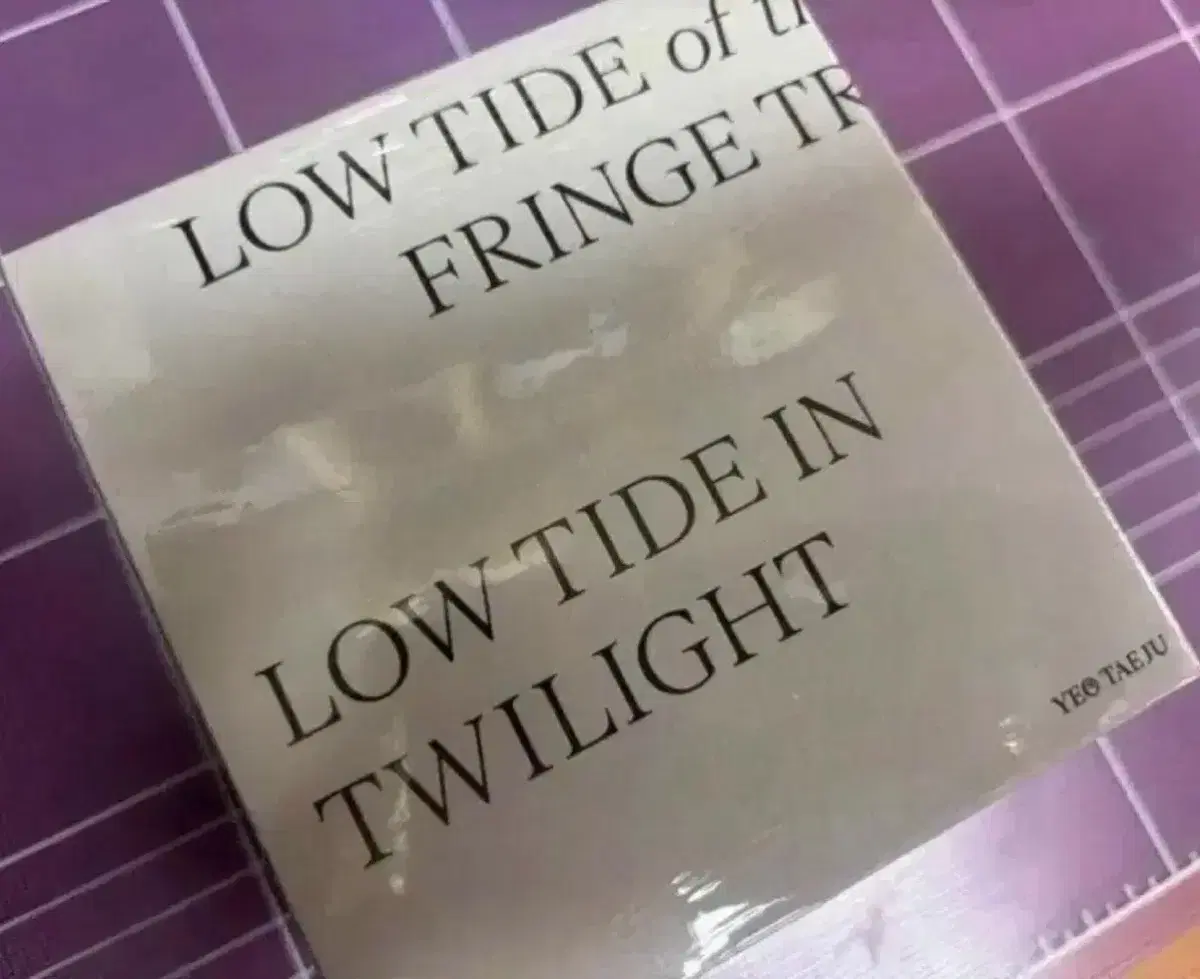 LOW TIDE of
FRINGE
LOW TIDE IN
TWILIGHT
YEO TAEJU